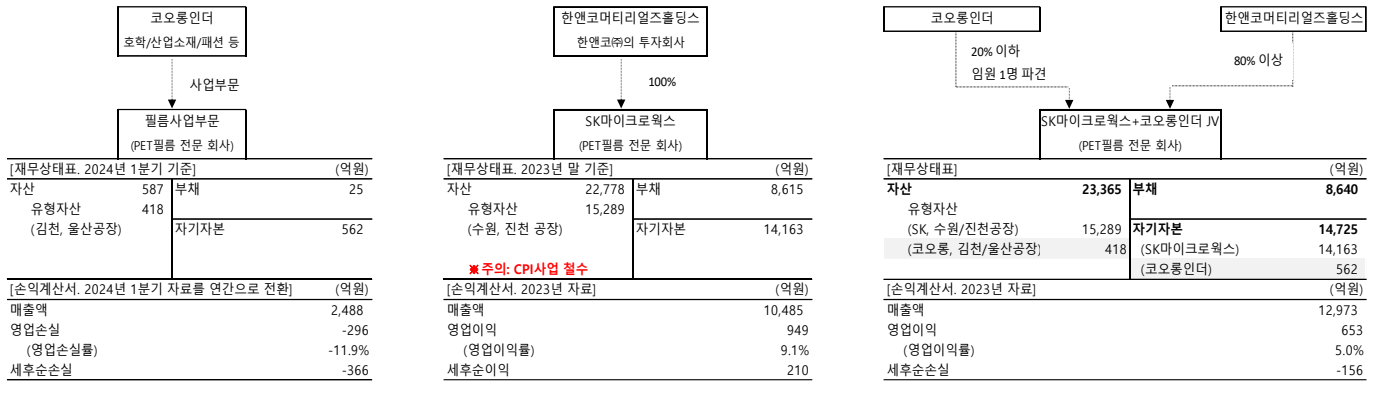 코오롱인더
호학/산업소재/패션 등
사업부문
필름사업부문
(PET필름 전문 회사)
[재무상태표. 2024년 1분기 기준] (억원)
자산 587 부채 25
유형자산 418
(김천, 울산공장) 자기자본 562
[손익계산서. 2024년 1분기 자료를 연간으로 전환] (억원)
매출액 2,488
영업손실 -296
(영업손실률) -11.9%
세후순손실 -366
한앤코머티리얼즈홀딩스
한앤코㈜의 투자회사
100%
SK마이크로웍스
(PET필름 전문 회사)
[재무상태표. 2023년 말 기준] (억원)
자산 22,778 부채 8,615
유형자산 15,289
(수원, 진천 공장) 자기자본 14,163
※ 주의: CPI사업 철수
[손익계산서. 2023년 자료] (억원)
매출액 10,485
영업이익 949
(영업이익률) 9.1%
세후순이익 210
코오롱인더 한앤코머티리얼즈홀딩스
20% 이하
임원 1명 파견
80% 이상
SK마이크로웍스+코오롱인더 JV
(PET필름 전문 회사)
[재무상태표] (억원)
자산 23,365 부채 8,640
유형자산
(SK, 수원/진천공장) 15,289 자기자본 14,725
(코오롱, 김천/울산공장) 418 (SK마이크로웍스) 14,163
(코오롱인더) 562
[손익계산서. 2023년 자료] (억원)
매출액 12,973
영업이익 653
(영업이익률) 5.0%
세후순손실 -156